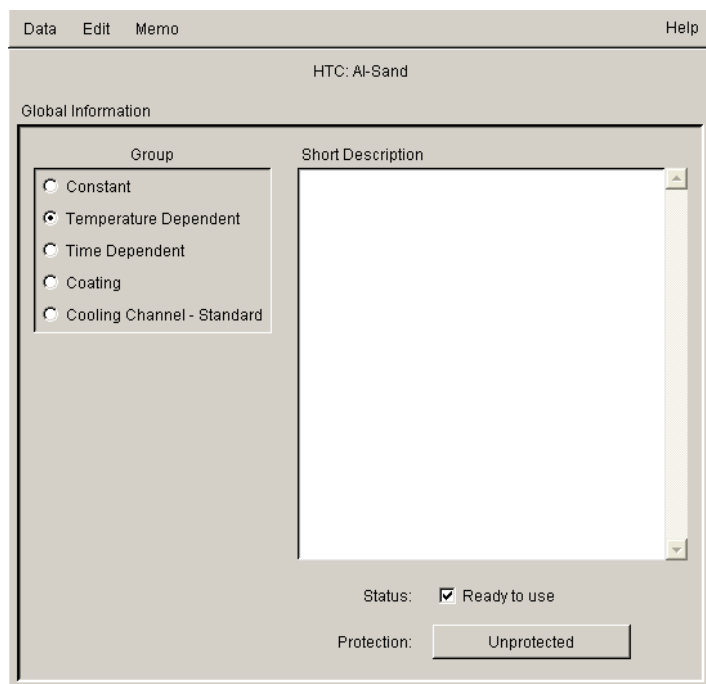 Data Edit Memo Help
HTC: Al-Sand
Global Information
Group
Constant
Temperature Dependent
Time Dependent
Coating
Cooling Channel - Standard
Short Description
Status: Ready to use
Protection: Unprotected